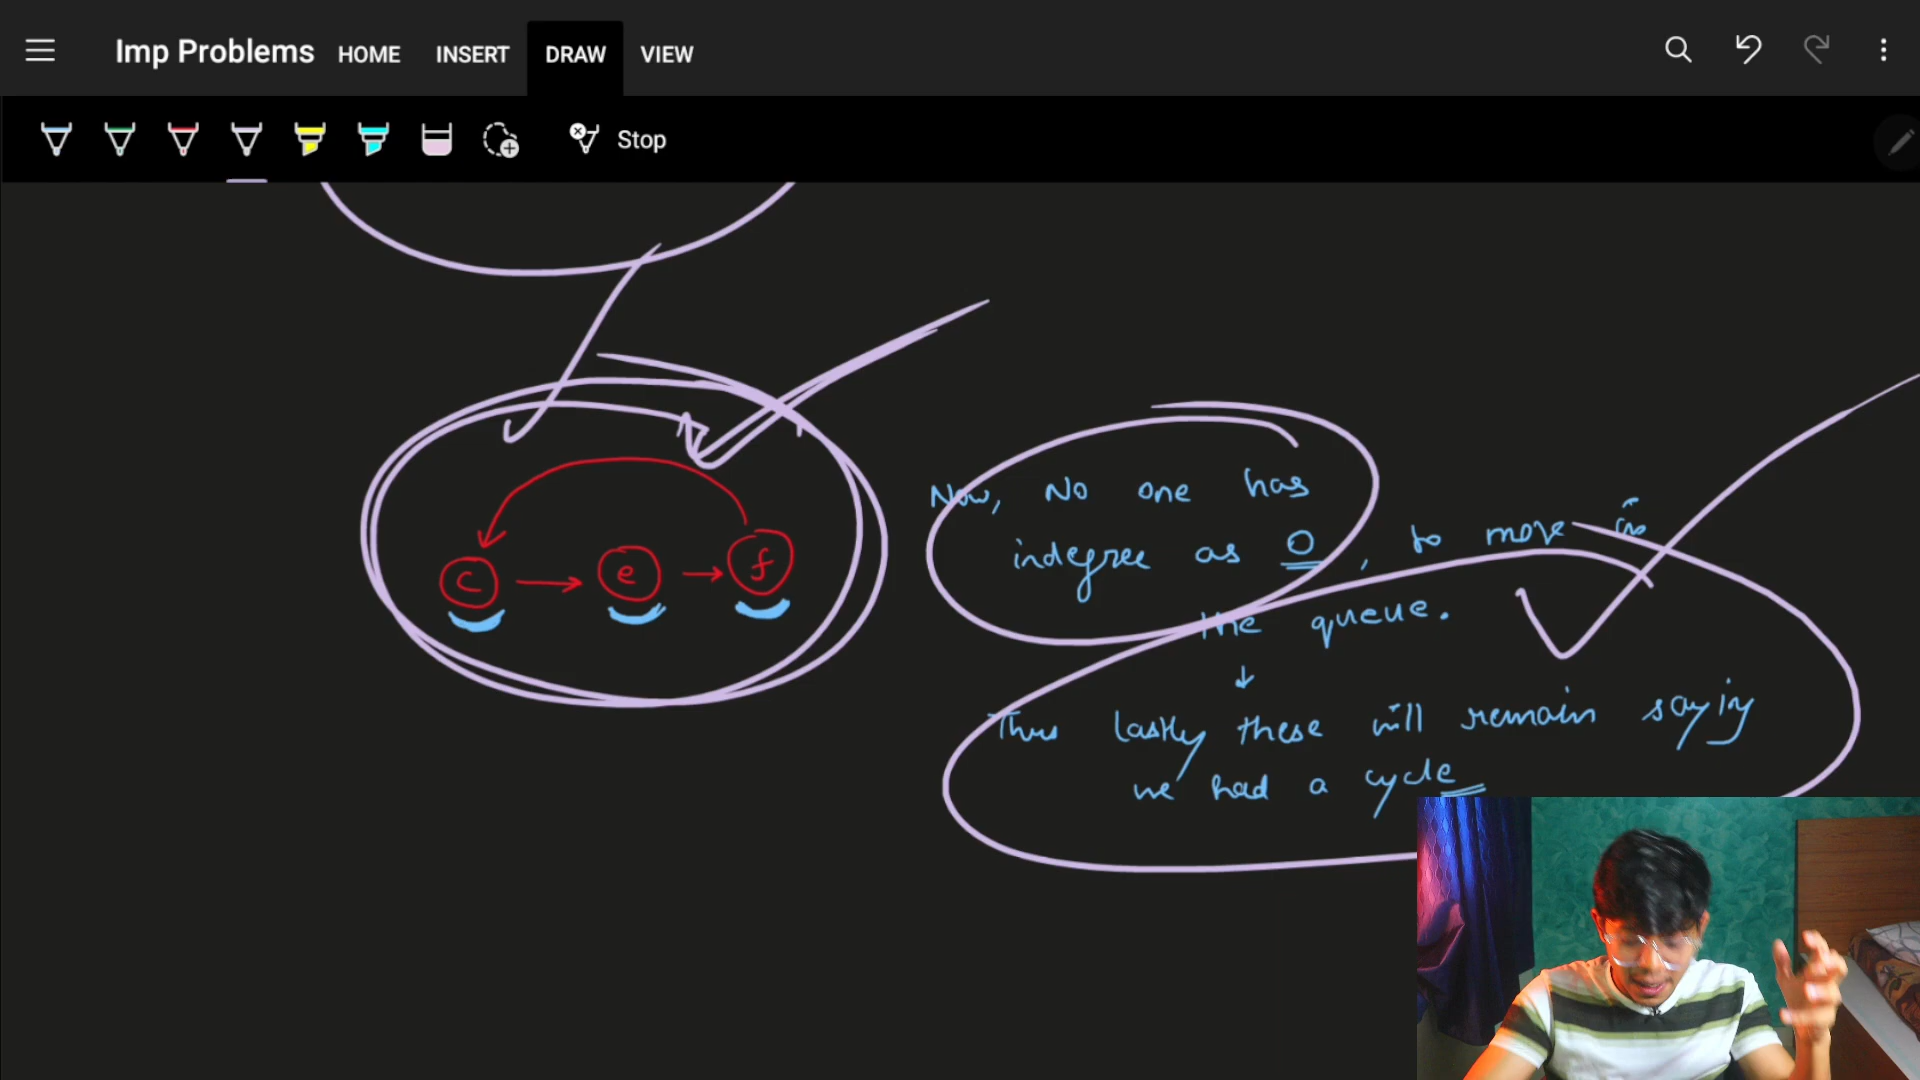 Imp Problems HOME INSERT DRAW VIEW
Stop
c e f
Now, No one has
indegree as 0, to move in
the queue.
Thus lastly these will remain saying
we had a cycle